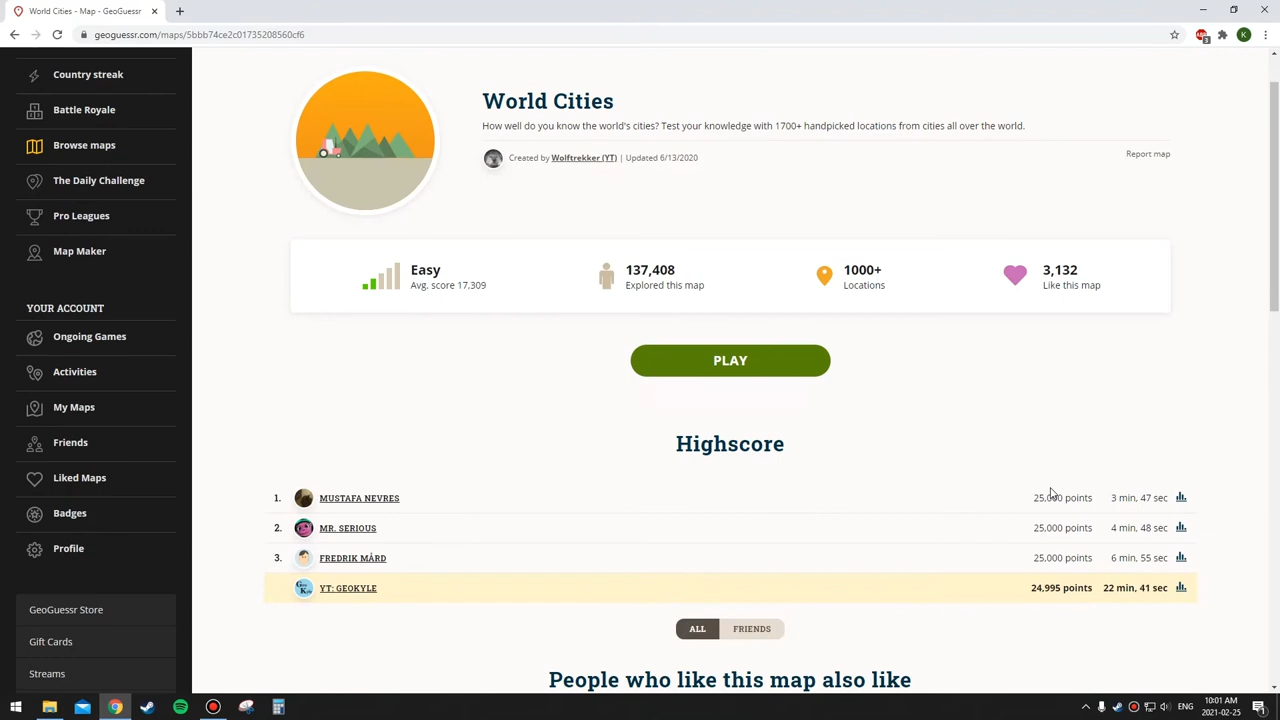 World Cities - Map - GeoGuessr
geoguessr.com/maps/5bbb74ce2c01735208560cf6
3
K
Country streak
Battle Royale
Browse maps
The Daily Challenge
Pro Leagues
Map Maker
YOUR ACCOUNT
Ongoing Games
Activities
My Maps
Friends
Liked Maps
Badges
Profile
GeoGuessr Store
Gift Cards
Streams
World Cities
How well do you know the world's cities? Test your knowledge with 1700+ handpicked locations from cities all over the world.
Created by Wolftrekker (YT) | Updated 6/13/2020
Report map
Easy
Avg. score 17,309
137,408
Explored this map
1000+
Locations
3,132
Like this map
PLAY
Highscore
1. MUSTAFA NEVRES 25,000 points 3 min, 47 sec
2. MR. SERIOUS 25,000 points 4 min, 48 sec
3. FREDRIK MÅRD 25,000 points 6 min, 55 sec
YT: GEOKYLE 24,995 points 22 min, 41 sec
ALL FRIENDS
People who like this map also like
ENG
10:01 AM
2021-02-25
1